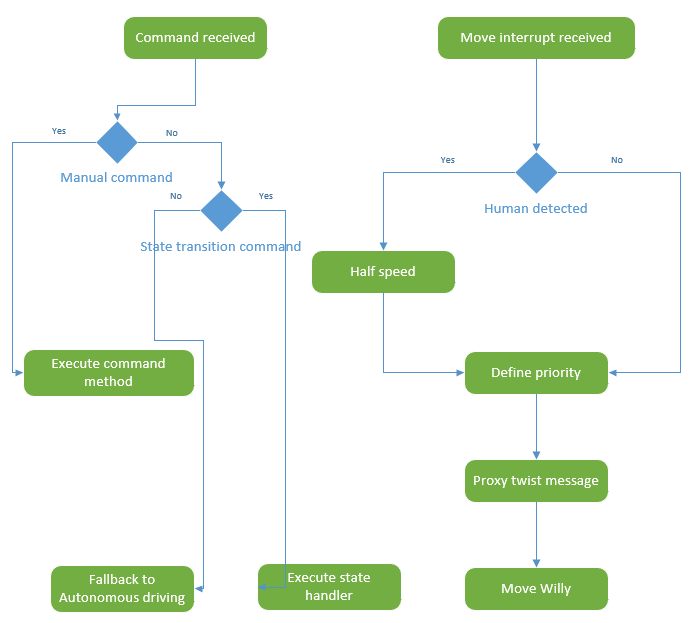 Command received
Move interrupt received
Yes
No
Manual command
No
Yes
State transition command
Yes
No
Human detected
Half speed
Execute command
method
Define priority
Proxy twist message
Fallback to
Autonomous driving
Execute state
handler
Move Willy